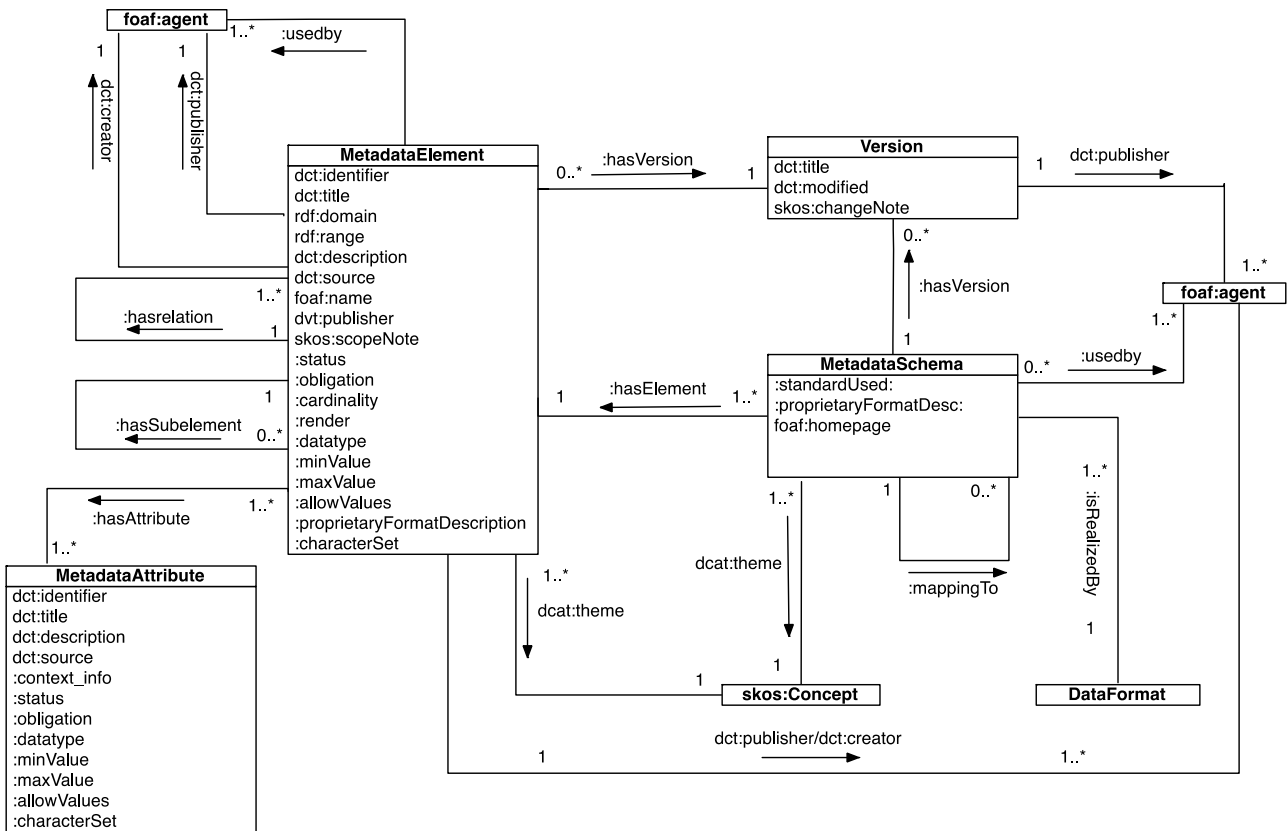 foaf:agent
1..*
:usedby
1
1
dct:creator
dct:publisher
MetadataElement
dct:identifier
dct:title
rdf:domain
rdf:range
dct:description
dct:source
foaf:name
dvt:publisher
skos:scopeNote
:status
:obligation
:cardinality
:render
:datatype
:minValue
:maxValue
:allowValues
:proprietaryFormatDescription
:characterSet
1..*
:hasrelation
1
1
:hasSubelement
0..*
1..*
:hasAttribute
1..*
MetadataAttribute
dct:identifier
dct:title
dct:description
dct:source
:context_info
:status
:obligation
:datatype
:minValue
:maxValue
:allowValues
:characterSet
0..*
:hasVersion
1
Version
dct:title
dct:modified
skos:changeNote
1
dct:publisher
1..*
foaf:agent
1..*
0..*
:hasVersion
1
MetadataSchema
:standardUsed:
:proprietaryFormatDesc:
foaf:homepage
0..*
:usedby
1
:hasElement
1..*
1..*
dcat:theme
1
1
0..*
:mappingTo
1..*
:isRealizedBy
1
1..*
dcat:theme
1
skos:Concept
DataFormat
1
dct:publisher/dct:creator
1..*